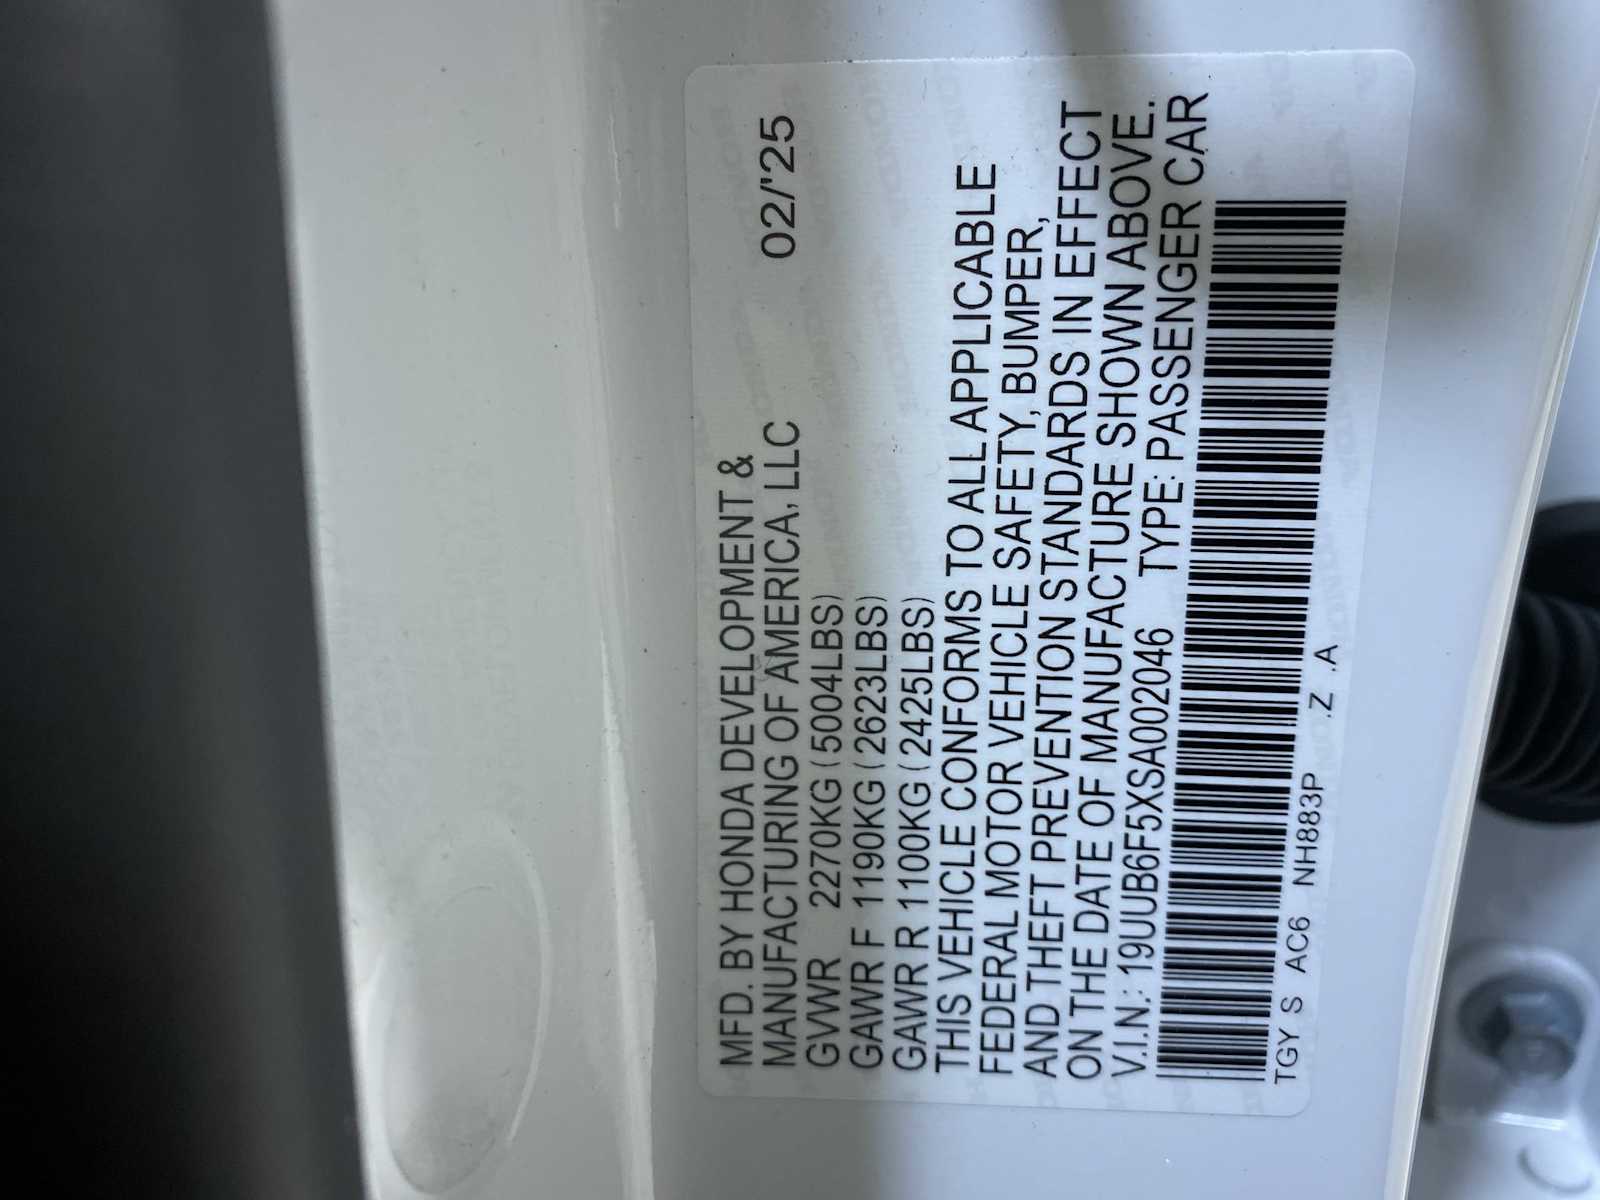 MFD. BY HONDA DEVELOPMENT &
MANUFACTURING OF AMERICA, LLC 02/'25
GVWR 2270KG (5004LBS)
GAWR F 1190KG (2623LBS)
GAWR R 1100KG (2425LBS)
THIS VEHICLE CONFORMS TO ALL APPLICABLE
FEDERAL MOTOR VEHICLE SAFETY, BUMPER,
AND THEFT PREVENTION STANDARDS IN EFFECT
ON THE DATE OF MANUFACTURE SHOWN ABOVE.
V.I.N.: 19UUB6F5XSA002046 TYPE: PASSENGER CAR
TGY S AC6 NH883P .Z .A